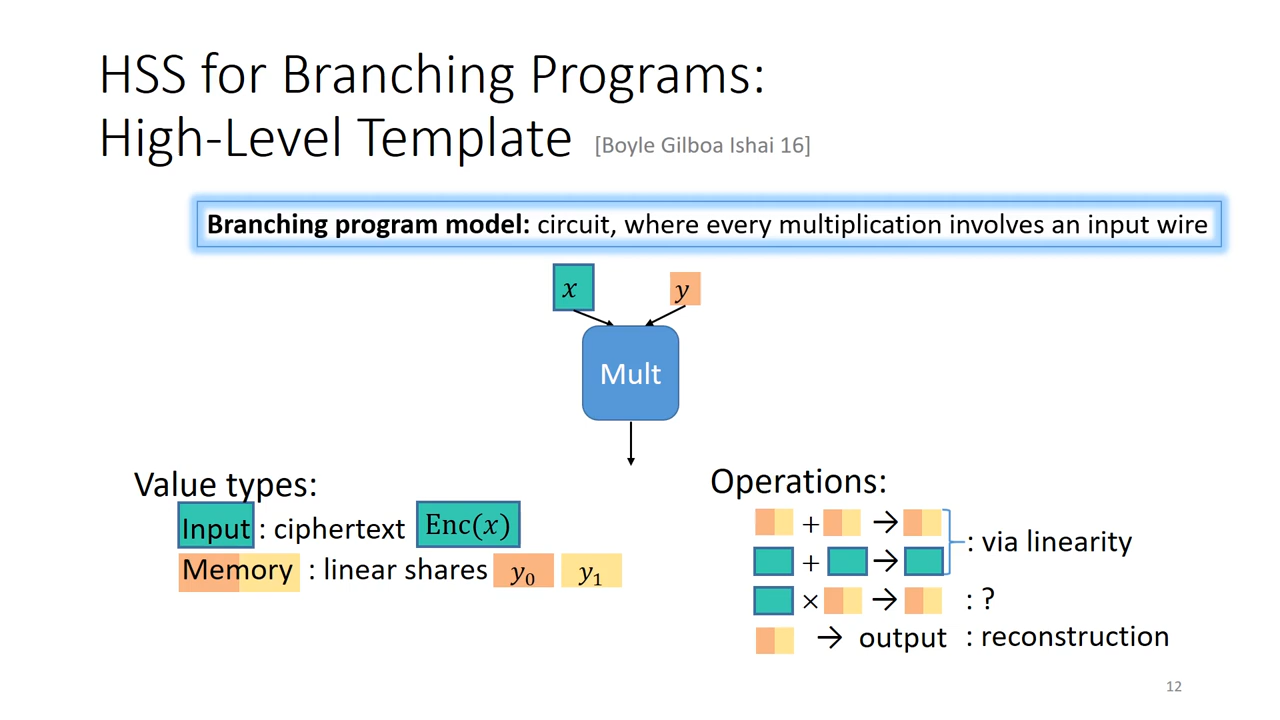 HSS for Branching Programs:
High-Level Template [Boyle Gilboa Ishai 16]
Branching program model: circuit, where every multiplication involves an input wire
x y
Mult
Value types:
Input : ciphertext Enc(x)
Memory : linear shares y₀ y₁
Operations:
+ →
+ → : via linearity
× → : ?
→ output : reconstruction
12